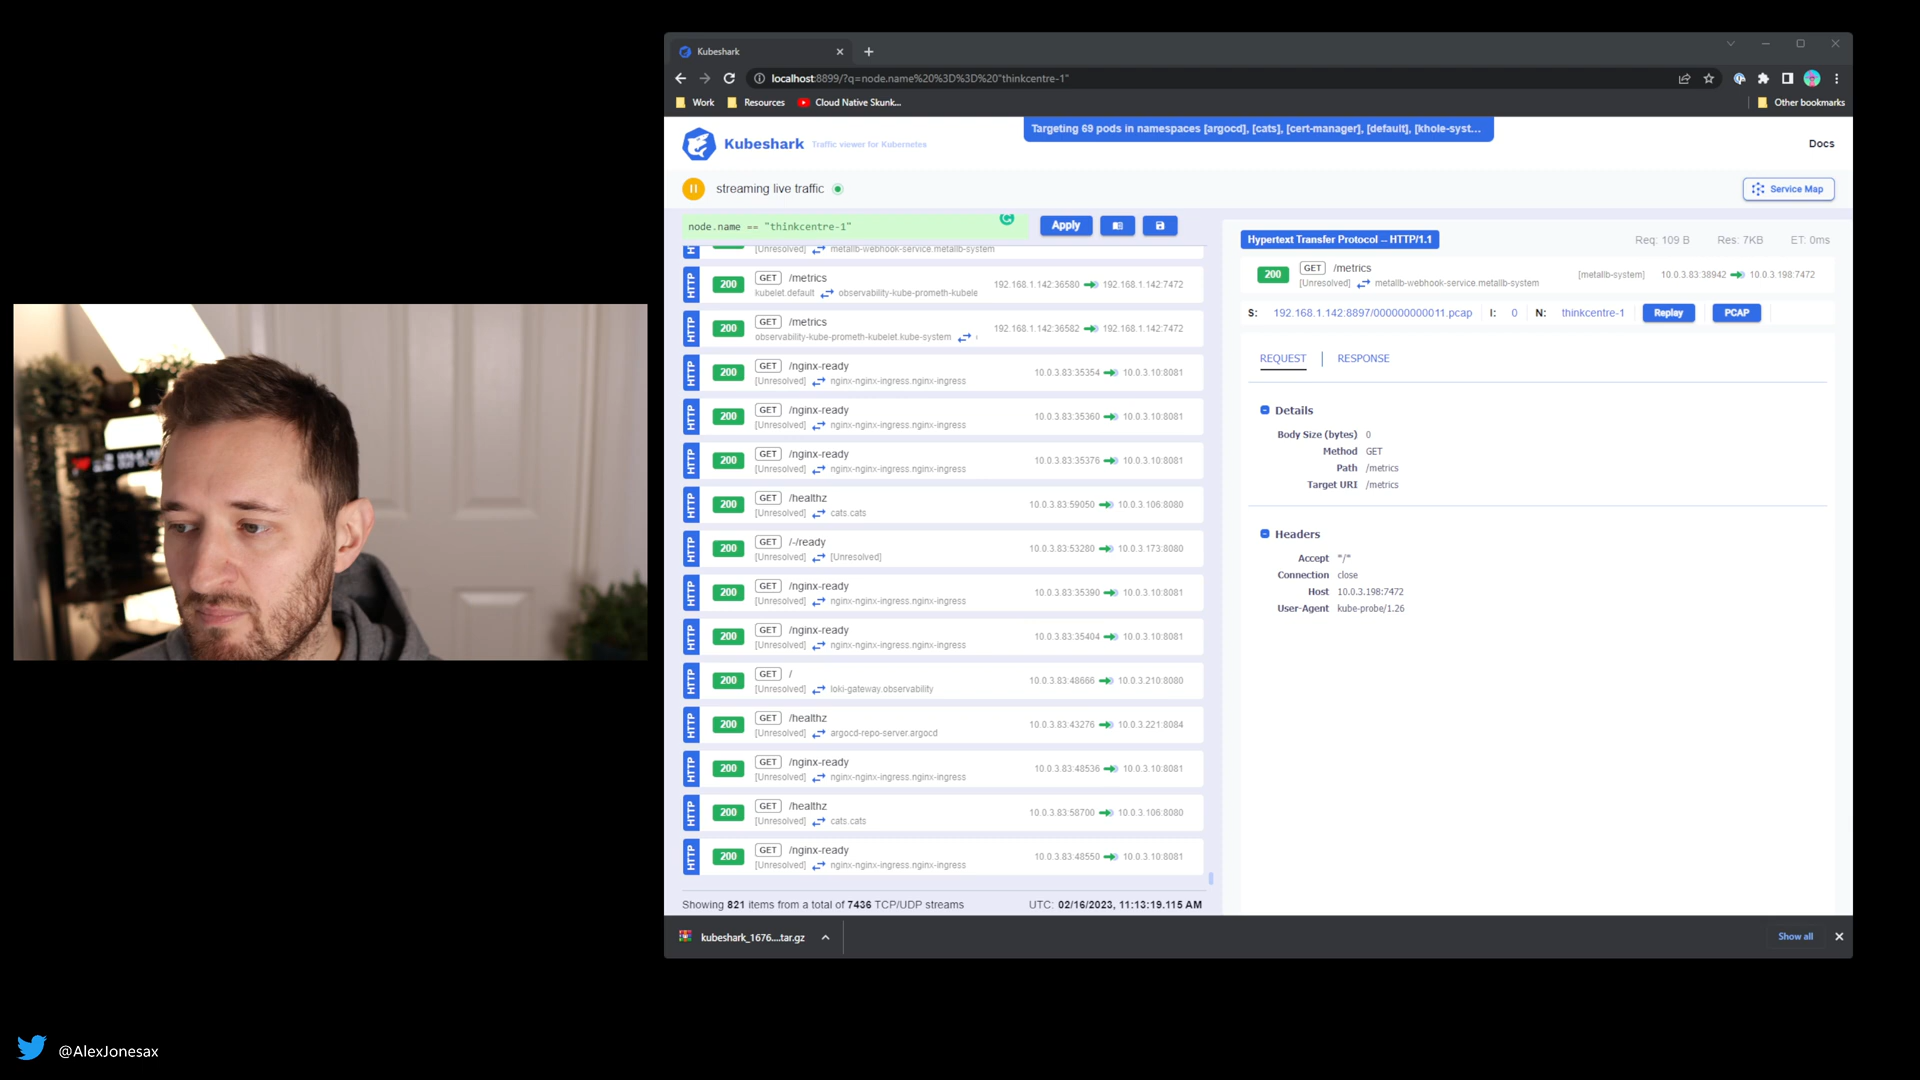 Kubeshark
localhost:8899/?q=node.name%20%3D%3D%20"thinkcentre-1"
Work
Resources
Cloud Native Skunk...
Other bookmarks
Kubeshark
Traffic viewer for Kubernetes
Targeting 69 pods in namespaces [argocd], [cats], [cert-manager], [default], [khole-syst...
Docs
streaming live traffic
Service Map
node.name == "thinkcentre-1"
Apply
[Unresolved] metallb-webhook-service.metallb-system
HTTP 200 GET /metrics
kubelet.default observability-kube-prometh-kubele
192.168.1.142:36580 192.168.1.142:7472
HTTP 200 GET /metrics
observability-kube-prometh-kubelet.kube-system
192.168.1.142:36582 192.168.1.142:7472
HTTP 200 GET /nginx-ready
[Unresolved] nginx-nginx-ingress.nginx-ingress
10.0.3.83:35354 10.0.3.10:8081
HTTP 200 GET /nginx-ready
[Unresolved] nginx-nginx-ingress.nginx-ingress
10.0.3.83:35360 10.0.3.10:8081
HTTP 200 GET /nginx-ready
[Unresolved] nginx-nginx-ingress.nginx-ingress
10.0.3.83:35376 10.0.3.10:8081
HTTP 200 GET /healthz
[Unresolved] cats.cats
10.0.3.83:59050 10.0.3.106:8080
HTTP 200 GET /-/ready
[Unresolved] [Unresolved]
10.0.3.83:53280 10.0.3.173:8080
HTTP 200 GET /nginx-ready
[Unresolved] nginx-nginx-ingress.nginx-ingress
10.0.3.83:35390 10.0.3.10:8081
HTTP 200 GET /nginx-ready
[Unresolved] nginx-nginx-ingress.nginx-ingress
10.0.3.83:35404 10.0.3.10:8081
HTTP 200 GET /
[Unresolved] loki-gateway.observability
10.0.3.83:48666 10.0.3.210:8080
HTTP 200 GET /healthz
[Unresolved] argocd-repo-server.argocd
10.0.3.83:43276 10.0.3.221:8084
HTTP 200 GET /nginx-ready
[Unresolved] nginx-nginx-ingress.nginx-ingress
10.0.3.83:48536 10.0.3.10:8081
HTTP 200 GET /healthz
[Unresolved] cats.cats
10.0.3.83:58700 10.0.3.106:8080
HTTP 200 GET /nginx-ready
[Unresolved] nginx-nginx-ingress.nginx-ingress
10.0.3.83:48550 10.0.3.10:8081
Showing 821 items from a total of 7436 TCP/UDP streams
UTC: 02/16/2023, 11:13:19.115 AM
Hypertext Transfer Protocol -- HTTP/1.1
Req: 109 B Res: 7KB ET: 0ms
200 GET /metrics
[Unresolved] metallb-webhook-service.metallb-system
[metallb-system] 10.0.3.83:38942 10.0.3.198:7472
S: 192.168.1.142:8897/000000000011.pcap I: 0 N: thinkcentre-1 Replay PCAP
REQUEST RESPONSE
Details
Body Size (bytes) 0
Method GET
Path /metrics
Target URI /metrics
Headers
Accept "*/*"
Connection close
Host 10.0.3.198:7472
User-Agent kube-probe/1.26
kubeshark_1676....tar.gz
Show all
@AlexJonesax